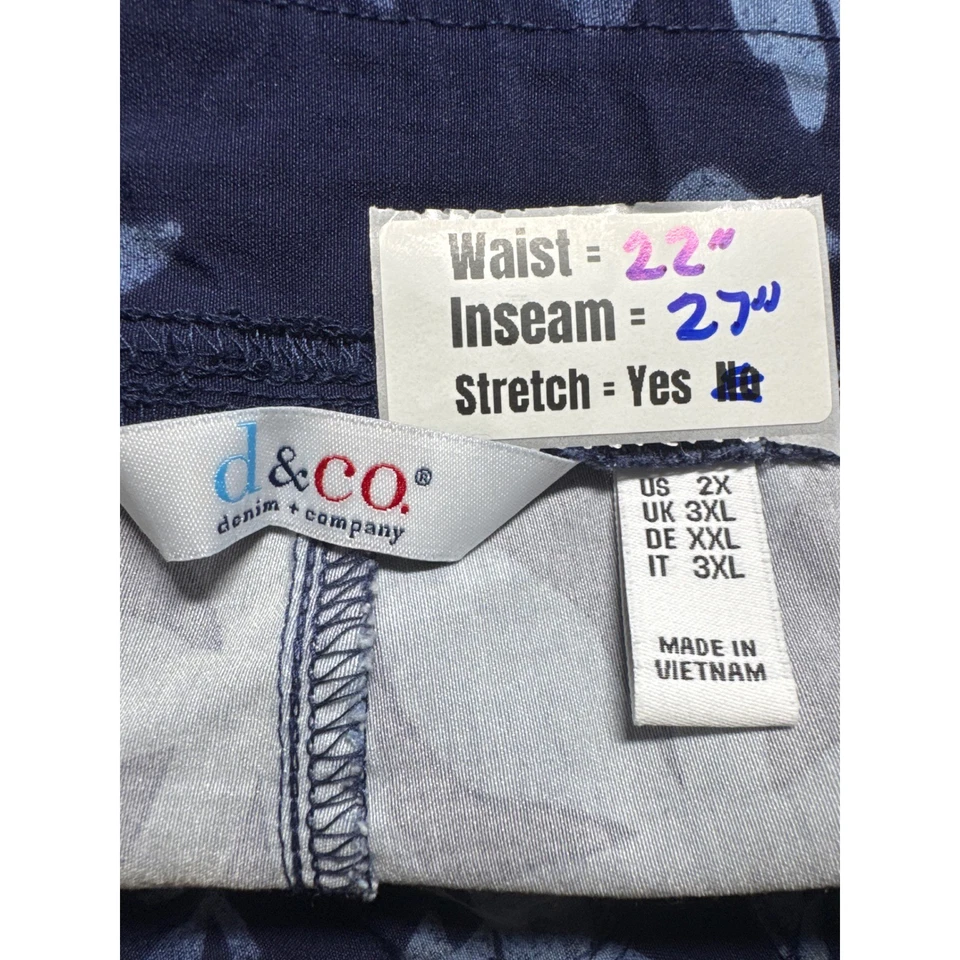 Waist = 22"
Inseam = 27"
Stretch = Yes No
d&co.®
denim + company
US 2X
UK 3XL
DE XXL
IT 3XL
MADE IN
VIETNAM